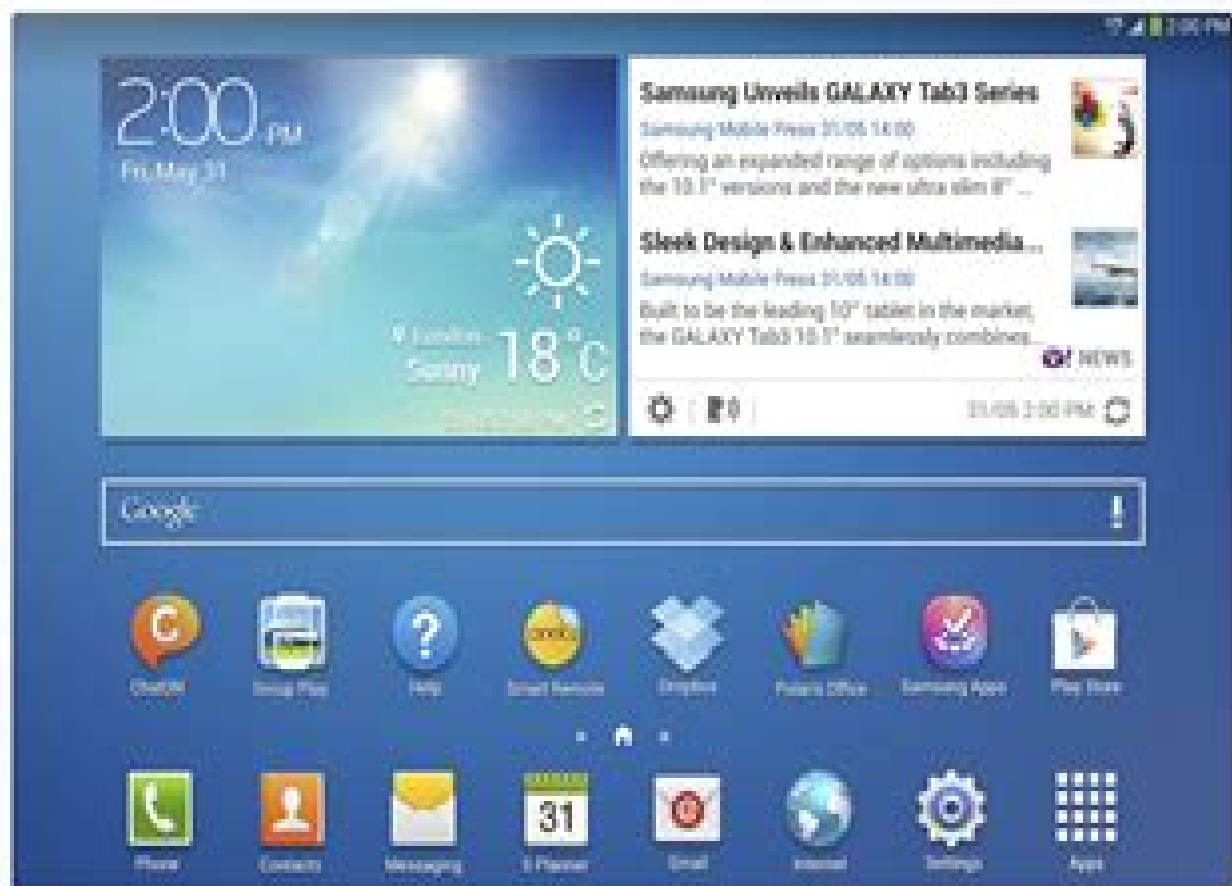 2:00 PM
2:00 PM
Fri, May, 31
London
Sunny
18°C
Samsung Unveils GALAXY Tab3 Series
Samsung Mobile Press 31/05 14:00
Offering an expanded range of options including
the 10.1" versions and the new ultra slim 8" ...
Sleek Design & Enhanced Multimedia...
Samsung Mobile Press 31/05 14:00
Built to be the leading 10" tablet in the market,
the GALAXY Tab3 10.1" seamlessly combines...
Y! NEWS
0
31/05 2:00 PM
Google
C
ChatON
Group Play
?
Help
Smart Remote
Dropbox
Polaris Office
Samsung Apps
Play Store
31
Phone
Contacts
Messaging
S Planner
Email
Internet
Settings
Apps